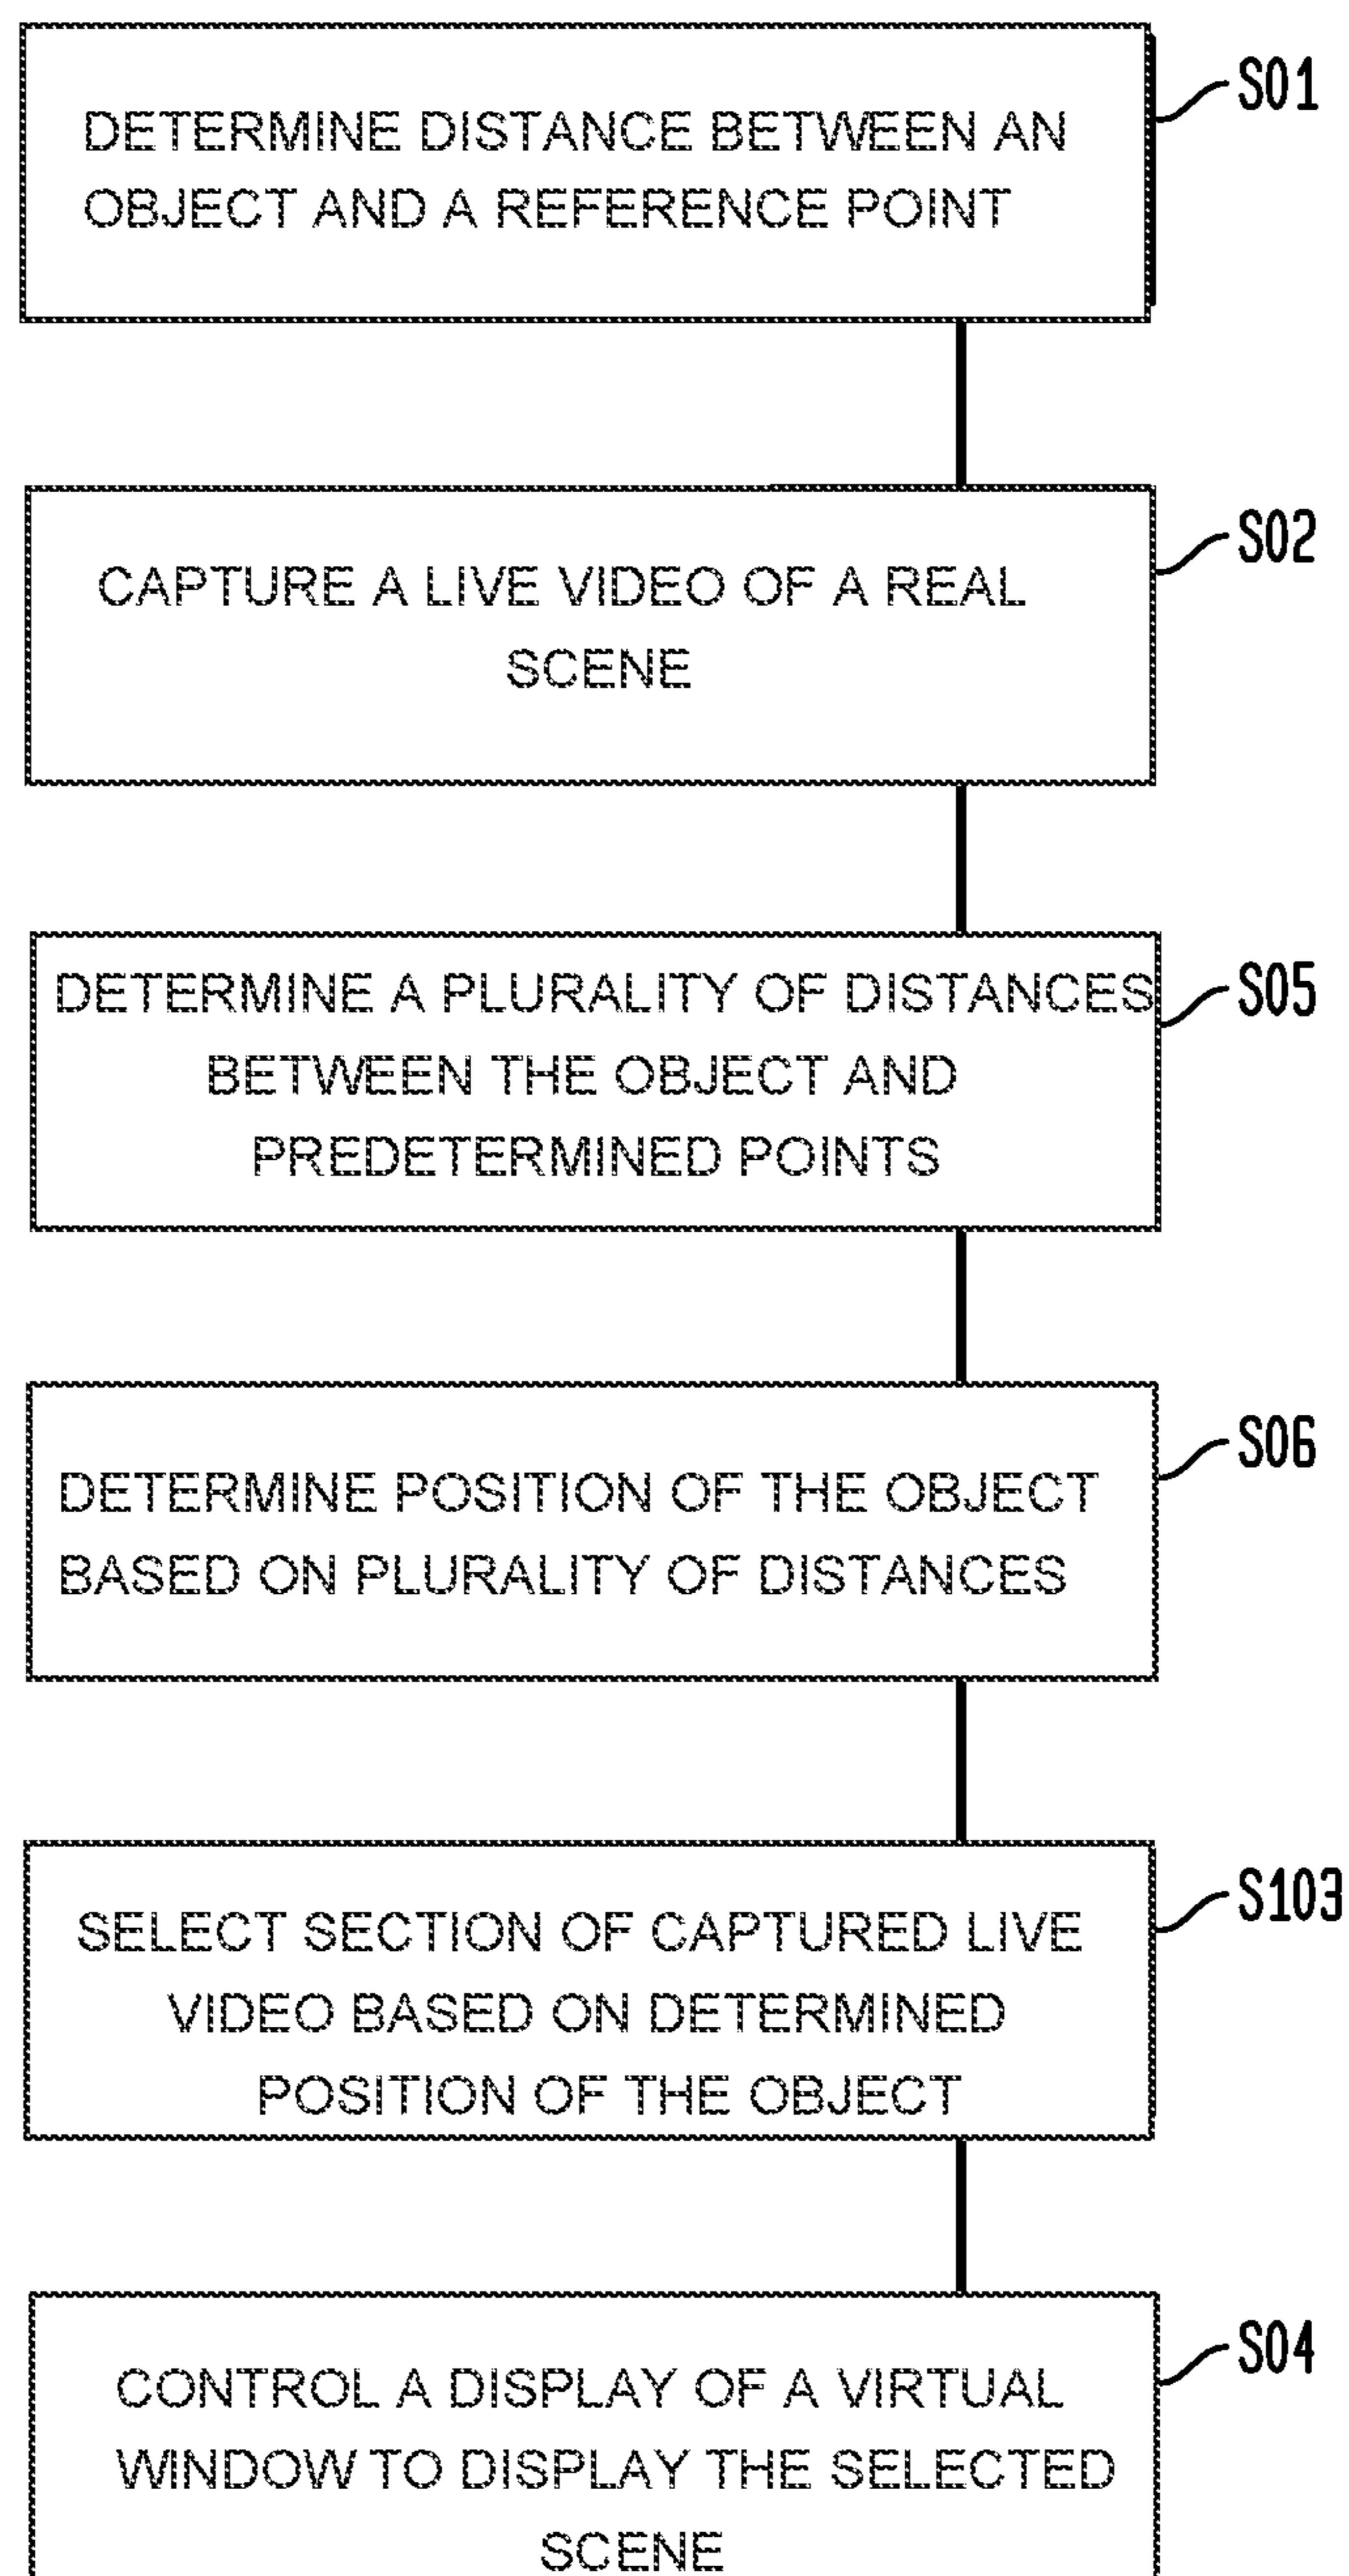 S01
DETERMINE DISTANCE BETWEEN AN
OBJECT AND A REFERENCE POINT
S02
CAPTURE A LIVE VIDEO OF A REAL
SCENE
S05
DETERMINE A PLURALITY OF DISTANCES
BETWEEN THE OBJECT AND
PREDETERMINED POINTS
S06
DETERMINE POSITION OF THE OBJECT
BASED ON PLURALITY OF DISTANCES
S103
SELECT SECTION OF CAPTURED LIVE
VIDEO BASED ON DETERMINED
POSITION OF THE OBJECT
S04
CONTROL A DISPLAY OF A VIRTUAL
WINDOW TO DISPLAY THE SELECTED
SCENE